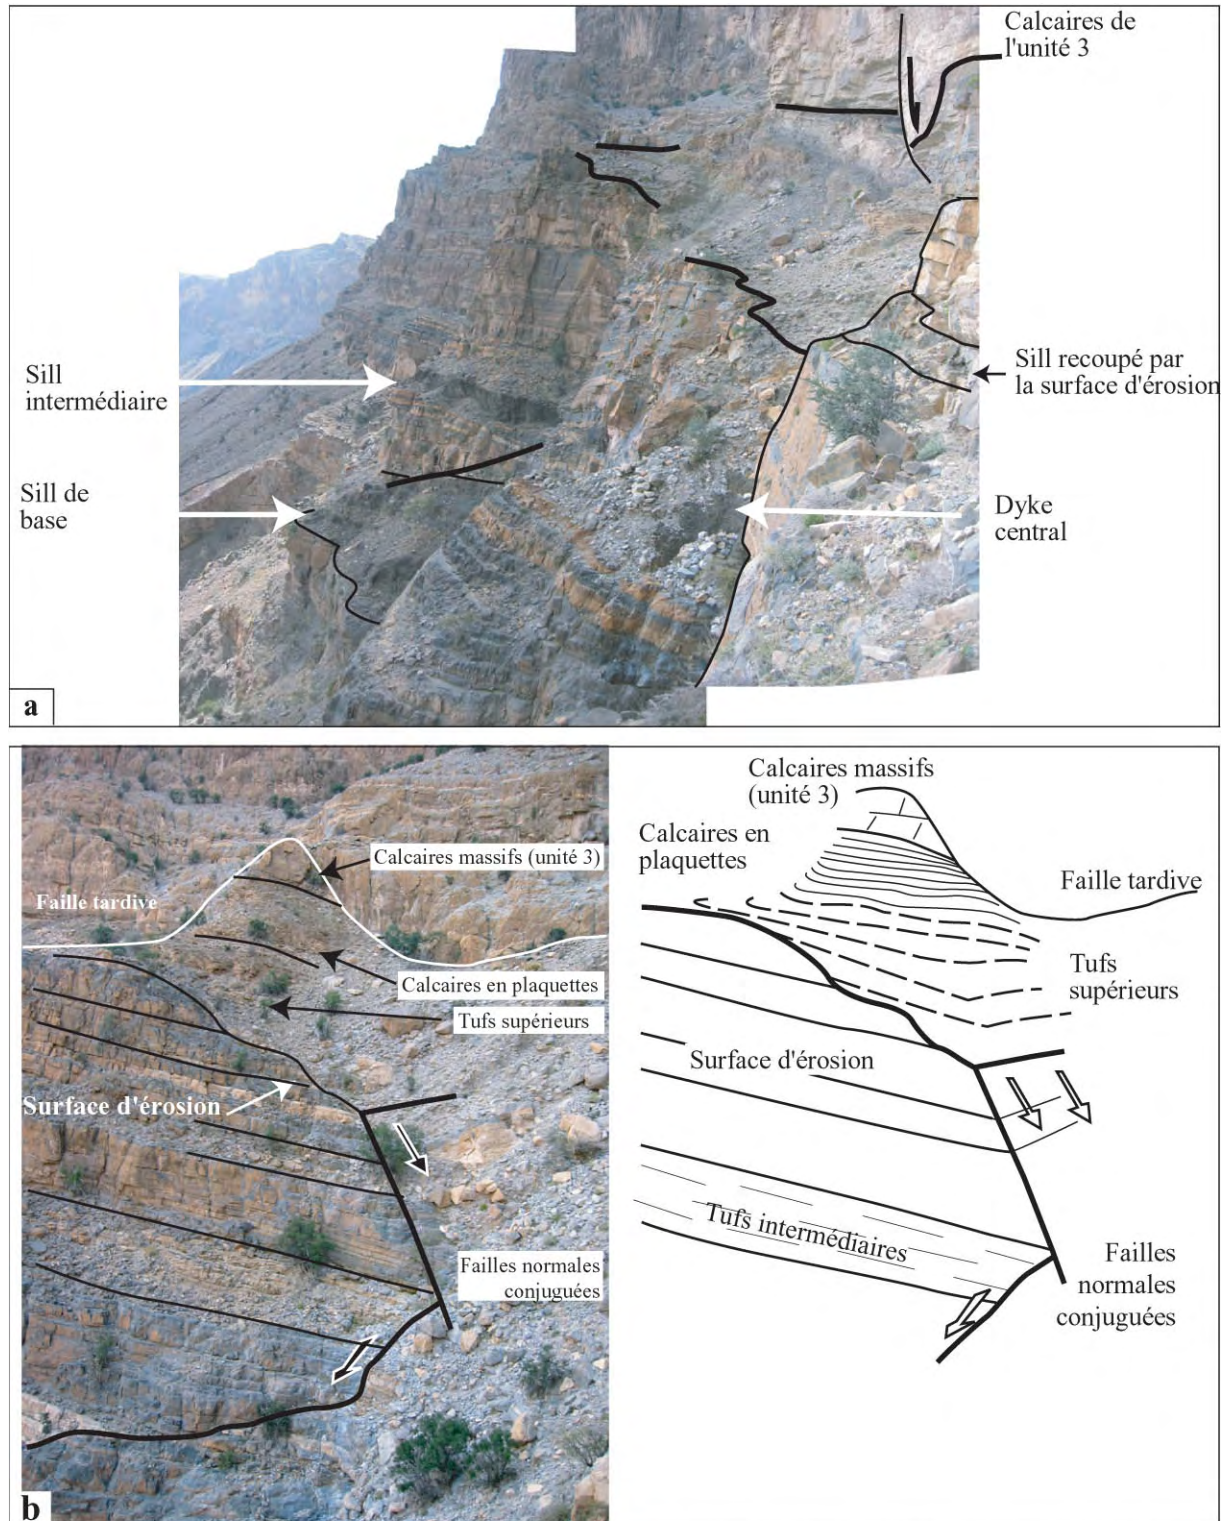 Calcaires de
l'unité 3
Sill
intermédiaire
Sill recoupé par
la surface d'érosion
Sill de
base
Dyke
central
a
Calcaires massifs (unité 3)
Faille tardive
Calcaires en plaquettes
Tufs supérieurs
Surface d'érosion
Failles normales
conjuguées
b
Calcaires massifs
(unité 3)
Calcaires en
plaquettes
Faille tardive
Tufs
supérieurs
Surface d'érosion
Tufs intermédiaires
Failles
normales
conjuguées